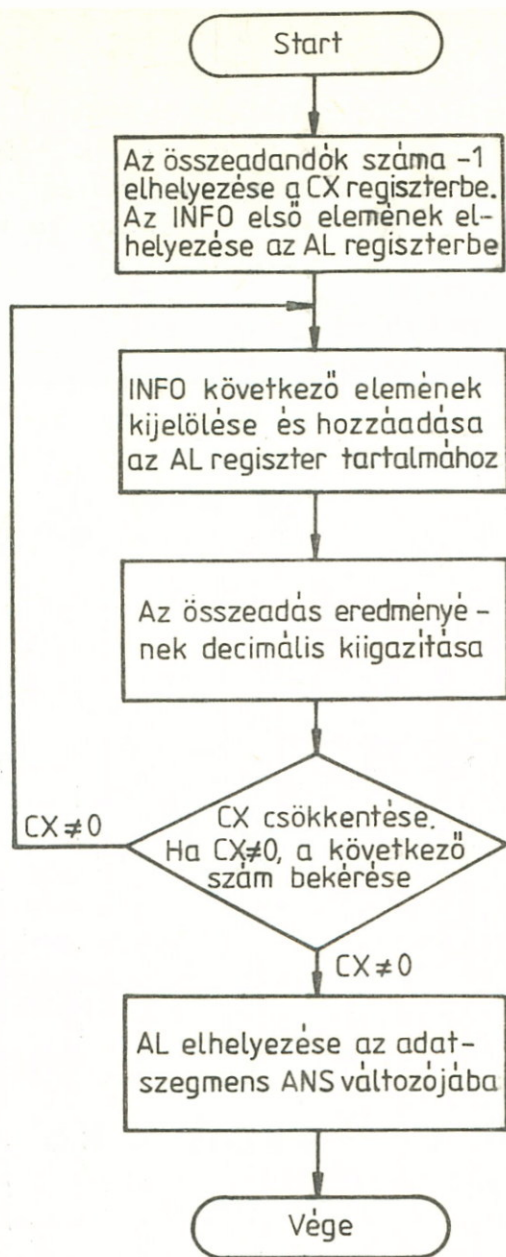 Start
Az összeadandók száma -1
elhelyezése a CX regiszterbe.
Az INFO első elemének el-
helyezése az AL regiszterbe
INFO következő elemének
kijelölése és hozzáadása
az AL regiszter tartalmához
Az összeadás eredményé -
nek decimális kiigazítása
CX csökkentése.
Ha CX≠0, a következő
szám bekérése
CX≠0
CX≠0
AL elhelyezése az adat-
szegmens ANS változójába
Vége